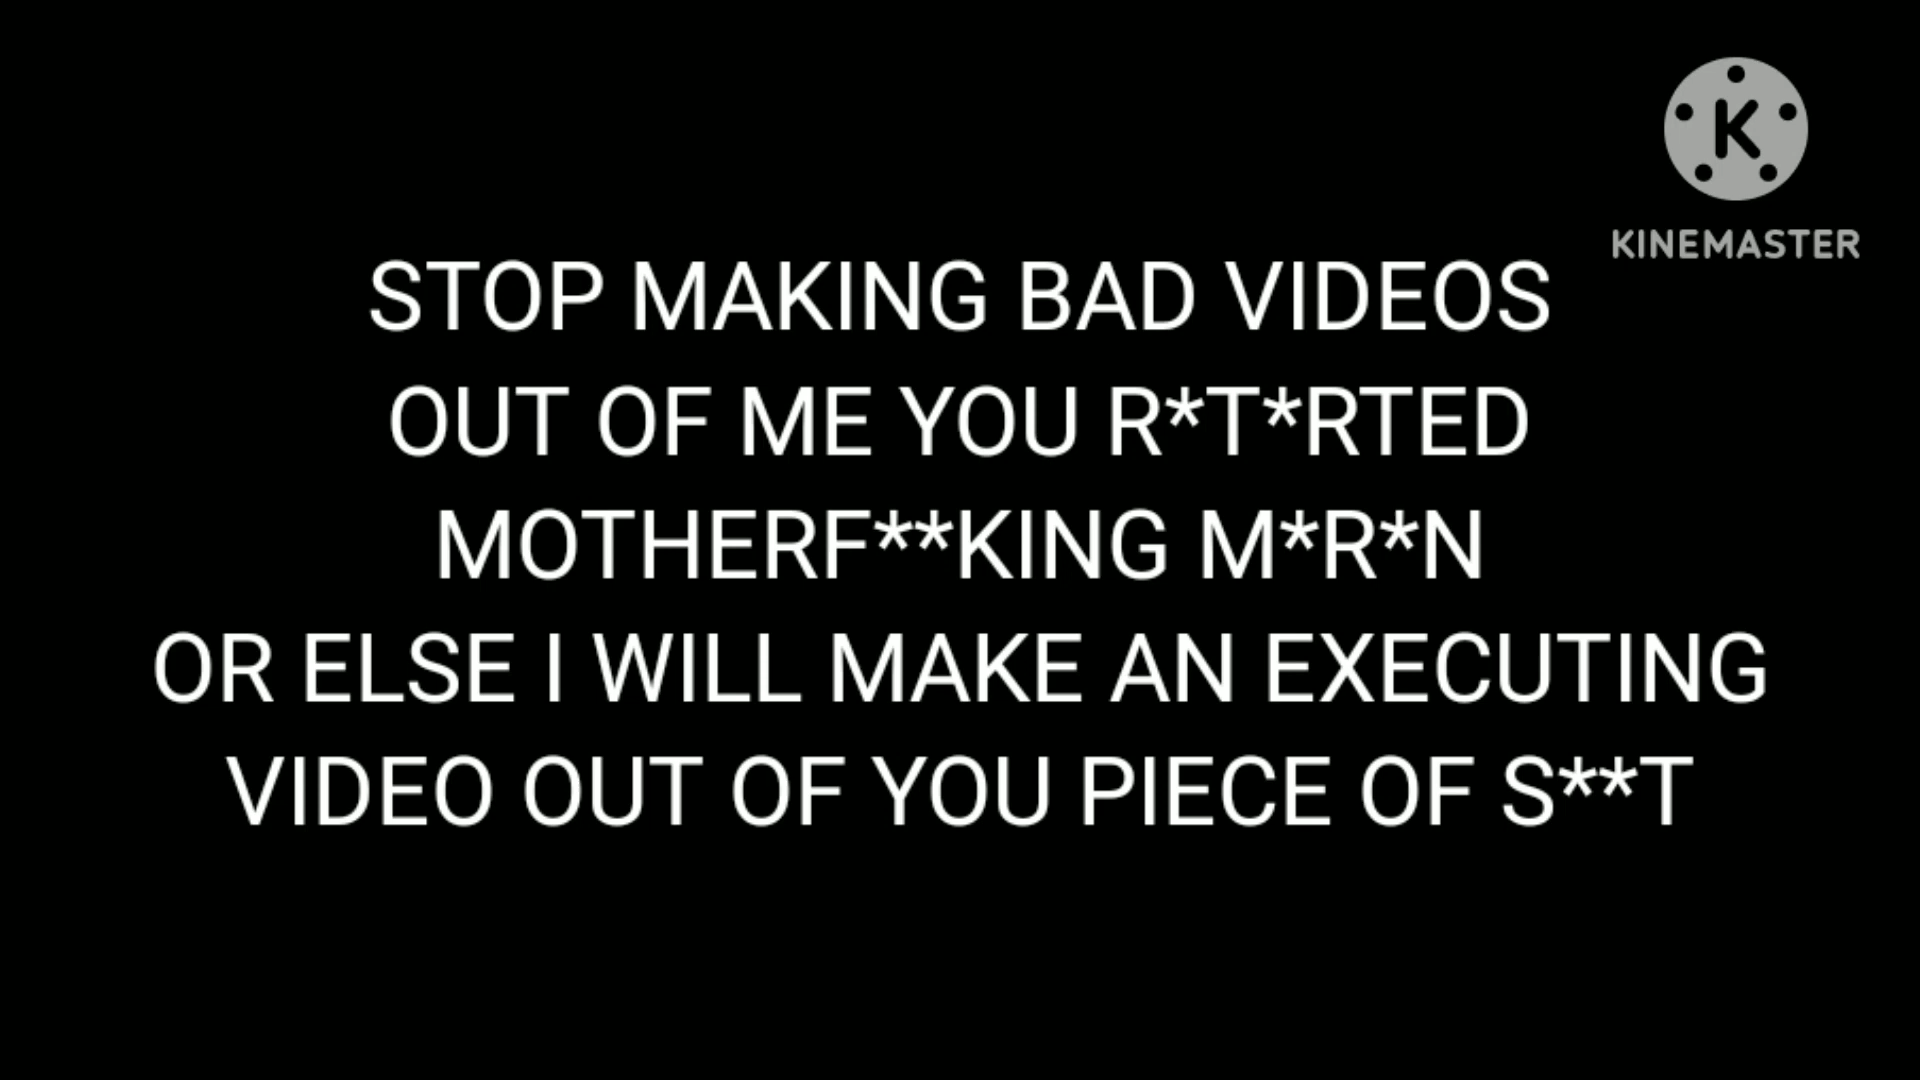 K
KINEMASTER
STOP MAKING BAD VIDEOS
OUT OF ME YOU R*T*RTED
MOTHERF**KING M*R*N
OR ELSE I WILL MAKE AN EXECUTING
VIDEO OUT OF YOU PIECE OF S**T